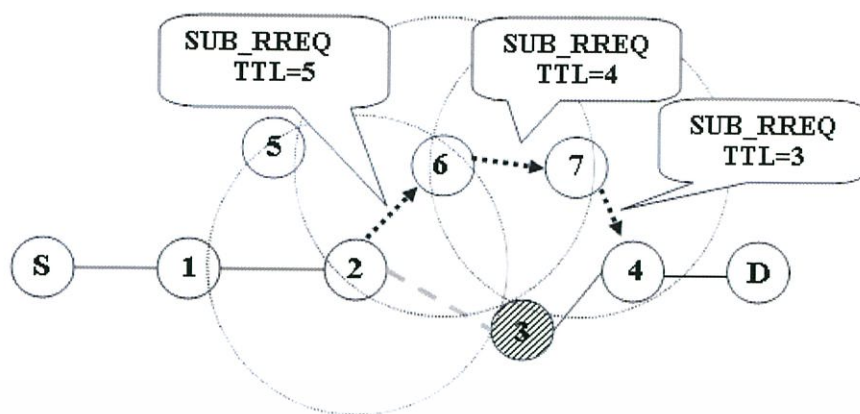 SUB_RREQ
TTL=5
SUB_RREQ
TTL=4
SUB_RREQ
TTL=3
5
6
7
S
1
2
4
D
3